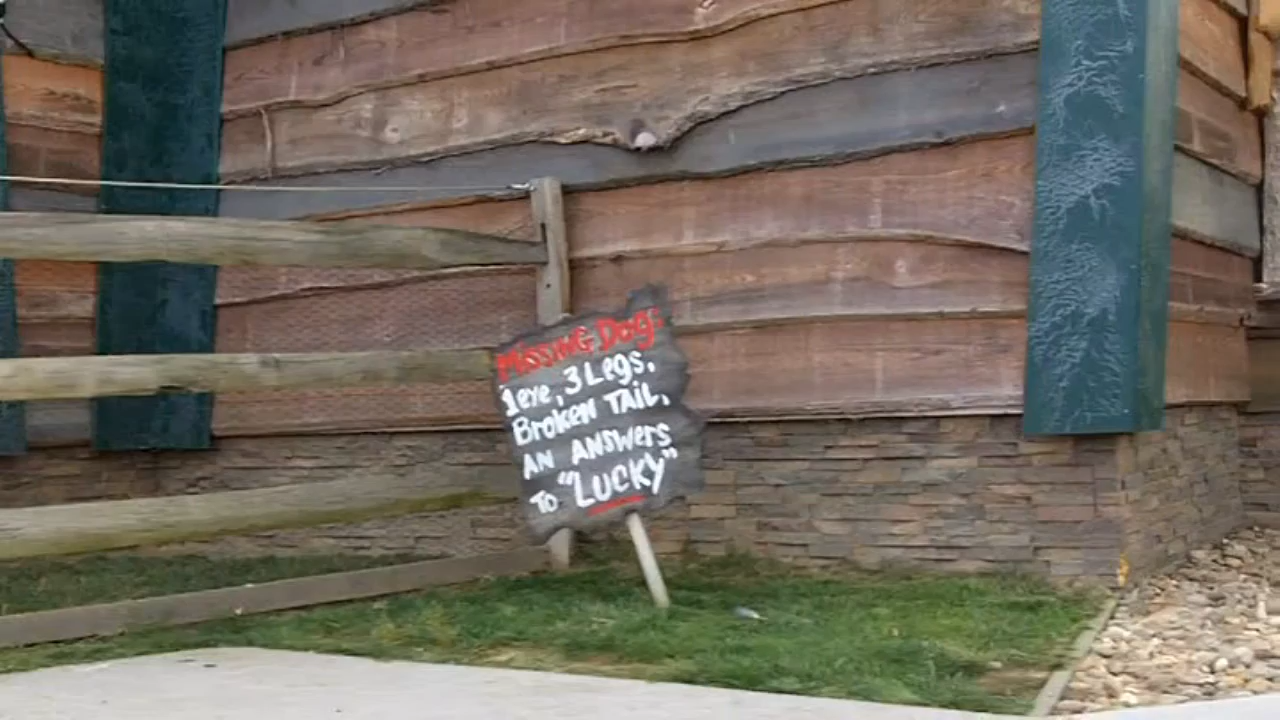 Missing Dog:
1eye, 3 Legs,
Broken TAiL,
AN ANSwers
To "LUCKY"